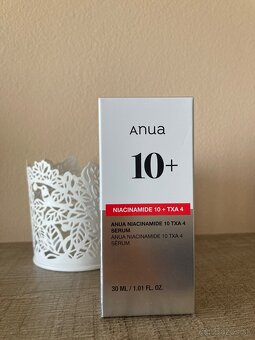 Anua
10+
NIACINAMIDE 10 + TXA 4
ANUA NIACINAMIDE 10 TXA 4
SERUM
ANUA NIACINAMIDE 10 TXA 4
SÉRUM
30 ML / 1.01 FL. OZ.